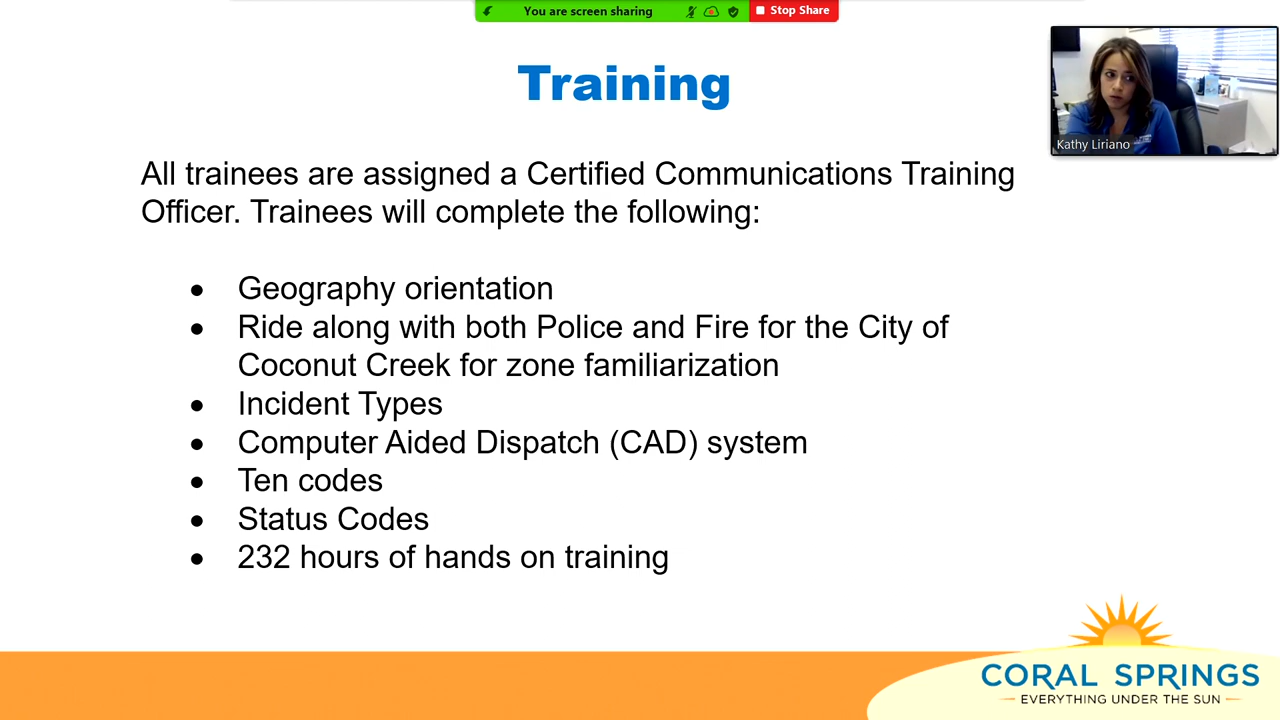 You are screen sharing
Stop Share
Training
Kathy Liriano
All trainees are assigned a Certified Communications Training
Officer. Trainees will complete the following:
● Geography orientation
● Ride along with both Police and Fire for the City of
Coconut Creek for zone familiarization
● Incident Types
● Computer Aided Dispatch (CAD) system
● Ten codes
● Status Codes
● 232 hours of hands on training
CORAL SPRINGS
EVERYTHING UNDER THE SUN